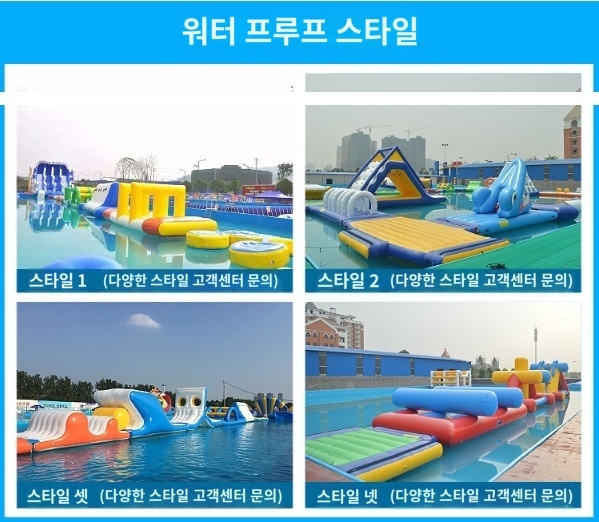 워터 프루프 스타일
스타일 1 (다양한 스타일 고객센터 문의)
스타일 2 (다양한 스타일 고객센터 문의)
스타일 셋 (다양한 스타일 고객센터 문의)
스타일 넷 (다양한 스타일 고객센터 문의)